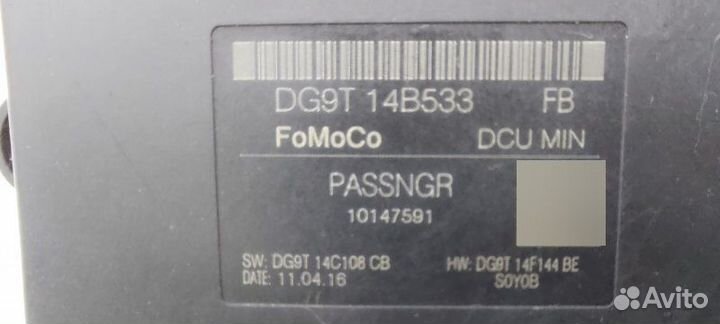 DG9T 14B533 FB
FoMoCo DCU MIN
PASSNGR
10147591
SW: DG9T 14C108 CB HW: DG9T 14F144 BE
DATE: 11.04.16 S0Y0B
Avito